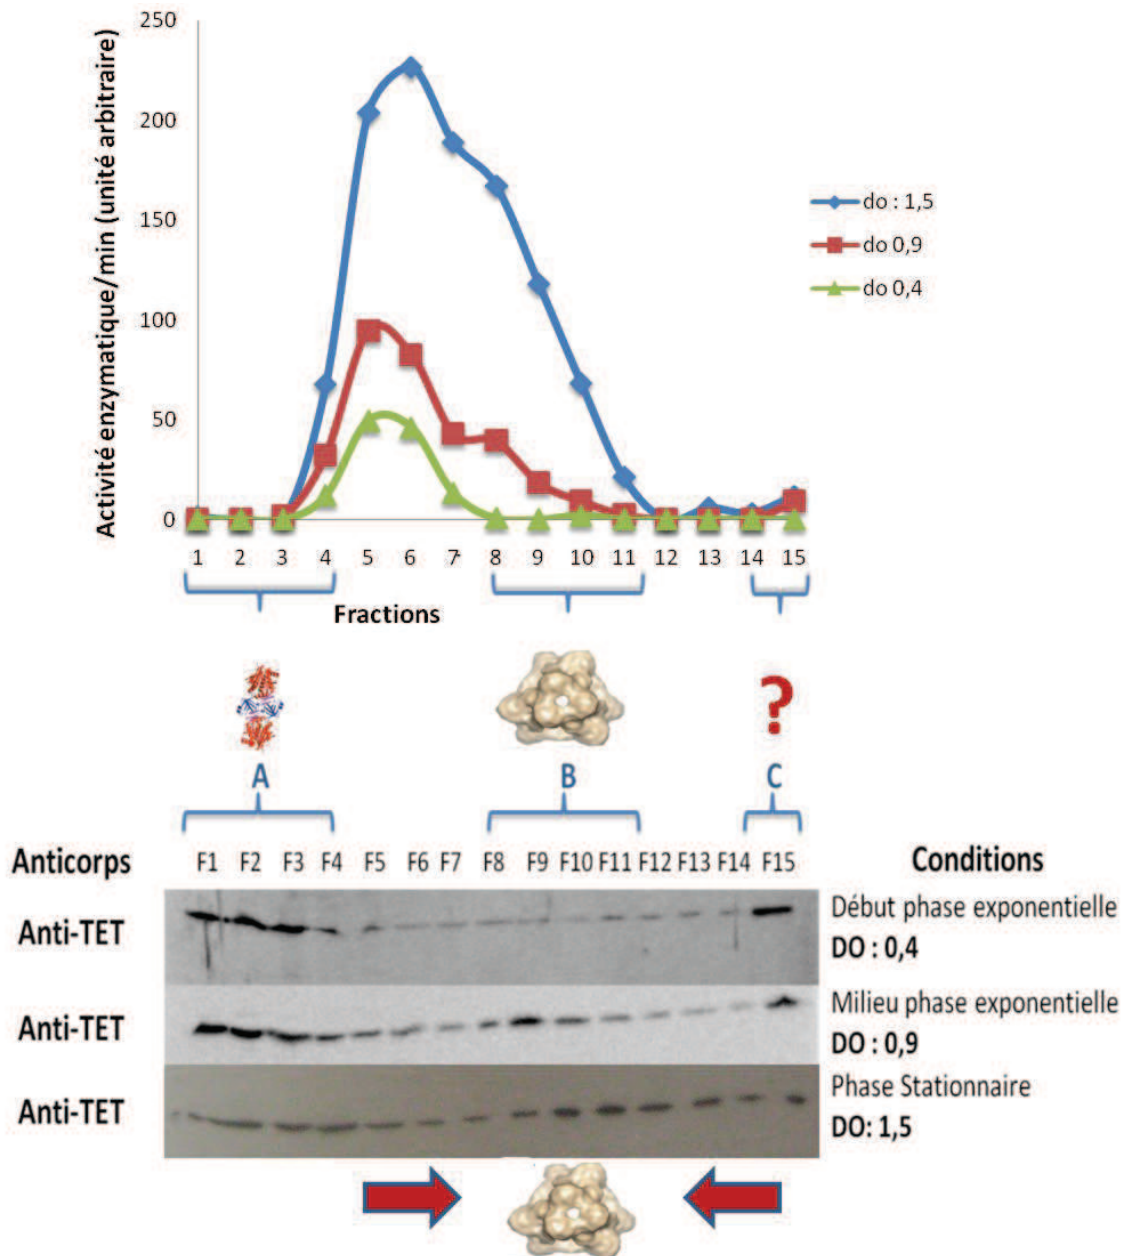 250
200
150
100
50
0
Activité enzymatique/min (unité arbitraire)
do : 1,5
do 0,9
do 0,4
1 2 3 4 5 6 7 8 9 10 11 12 13 14 15
Fractions
?
A B C
Anticorps F1 F2 F3 F4 F5 F6 F7 F8 F9 F10 F11 F12 F13 F14 F15 Conditions
Anti-TET
Début phase exponentielle
DO : 0,4
Anti-TET
Milieu phase exponentielle
DO : 0,9
Anti-TET
Phase Stationnaire
DO: 1,5